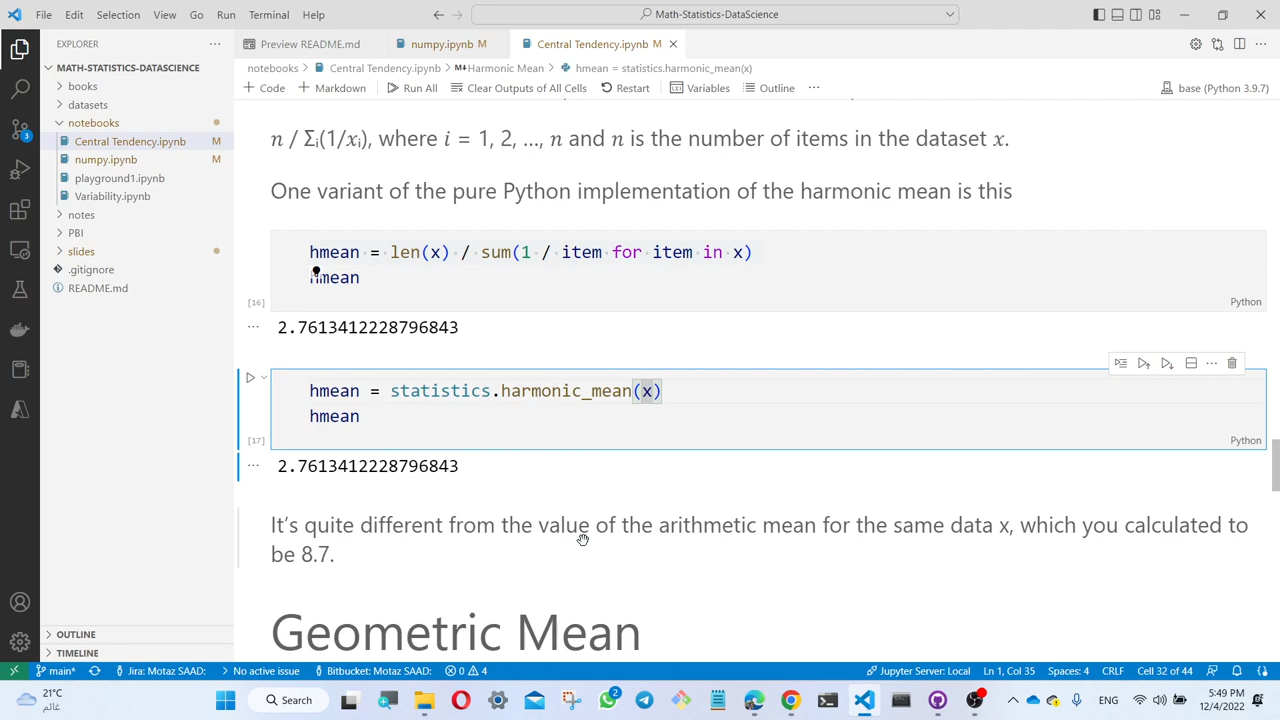 File Edit Selection View Go Run Terminal Help
Math-Statistics-DataScience
EXPLORER
Preview README.md
numpy.ipynb M
Central Tendency.ipynb M
MATH-STATISTICS-DATASCIENCE
notebooks > Central Tendency.ipynb > M↓Harmonic Mean > hmean = statistics.harmonic_mean(x)
books
datasets
notebooks
Central Tendency.ipynb M
numpy.ipynb M
playground1.ipynb
Variability.ipynb
notes
PBI
slides
.gitignore
README.md
+ Code + Markdown Run All Clear Outputs of All Cells Restart Variables Outline ... base (Python 3.9.7)
n / Σᵢ(1/xᵢ), where i = 1, 2, …, n and n is the number of items in the dataset x.
One variant of the pure Python implementation of the harmonic mean is this
hmean = len(x) / sum(1 / item for item in x)
hmean
[16]
Python
2.7613412228796843
hmean = statistics.harmonic_mean(x)
hmean
[17]
Python
2.7613412228796843
It’s quite different from the value of the arithmetic mean for the same data x, which you calculated to
be 8.7.
Geometric Mean
OUTLINE
TIMELINE
main* Jira: Motaz SAAD: No active issue Bitbucket: Motaz SAAD: 0 4 Jupyter Server: Local Ln 1, Col 35 Spaces: 4 CRLF Cell 32 of 44
3
21°C
غائم
Search
2
ENG
5:49 PM
12/4/2022